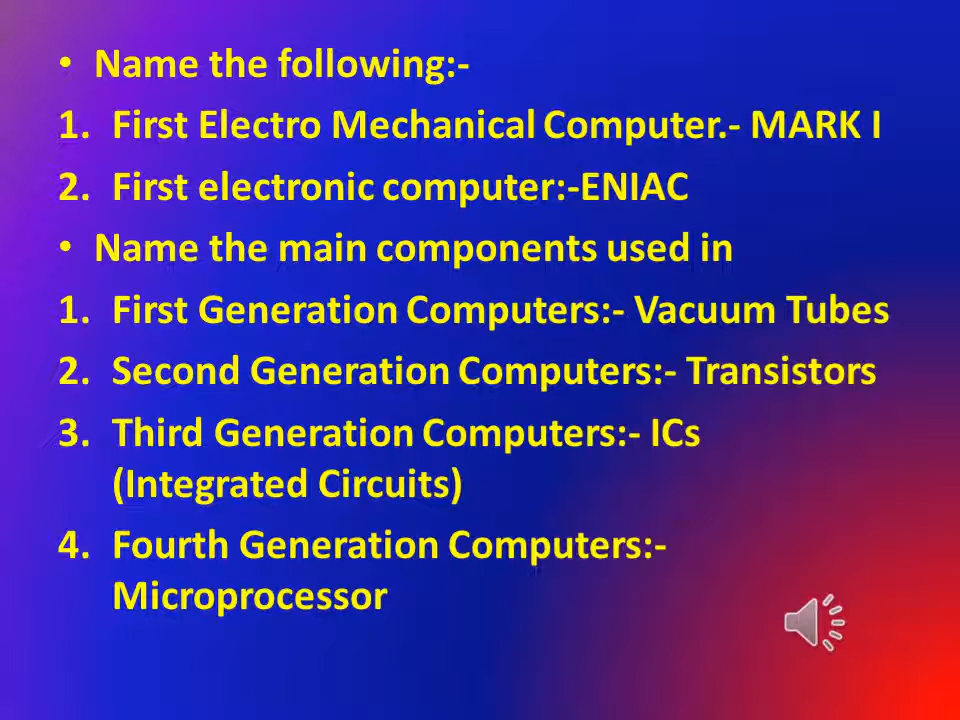 • Name the following:-
1. First Electro Mechanical Computer.- MARK I
2. First electronic computer:-ENIAC
• Name the main components used in
1. First Generation Computers:- Vacuum Tubes
2. Second Generation Computers:- Transistors
3. Third Generation Computers:- ICs
(Integrated Circuits)
4. Fourth Generation Computers:-
Microprocessor